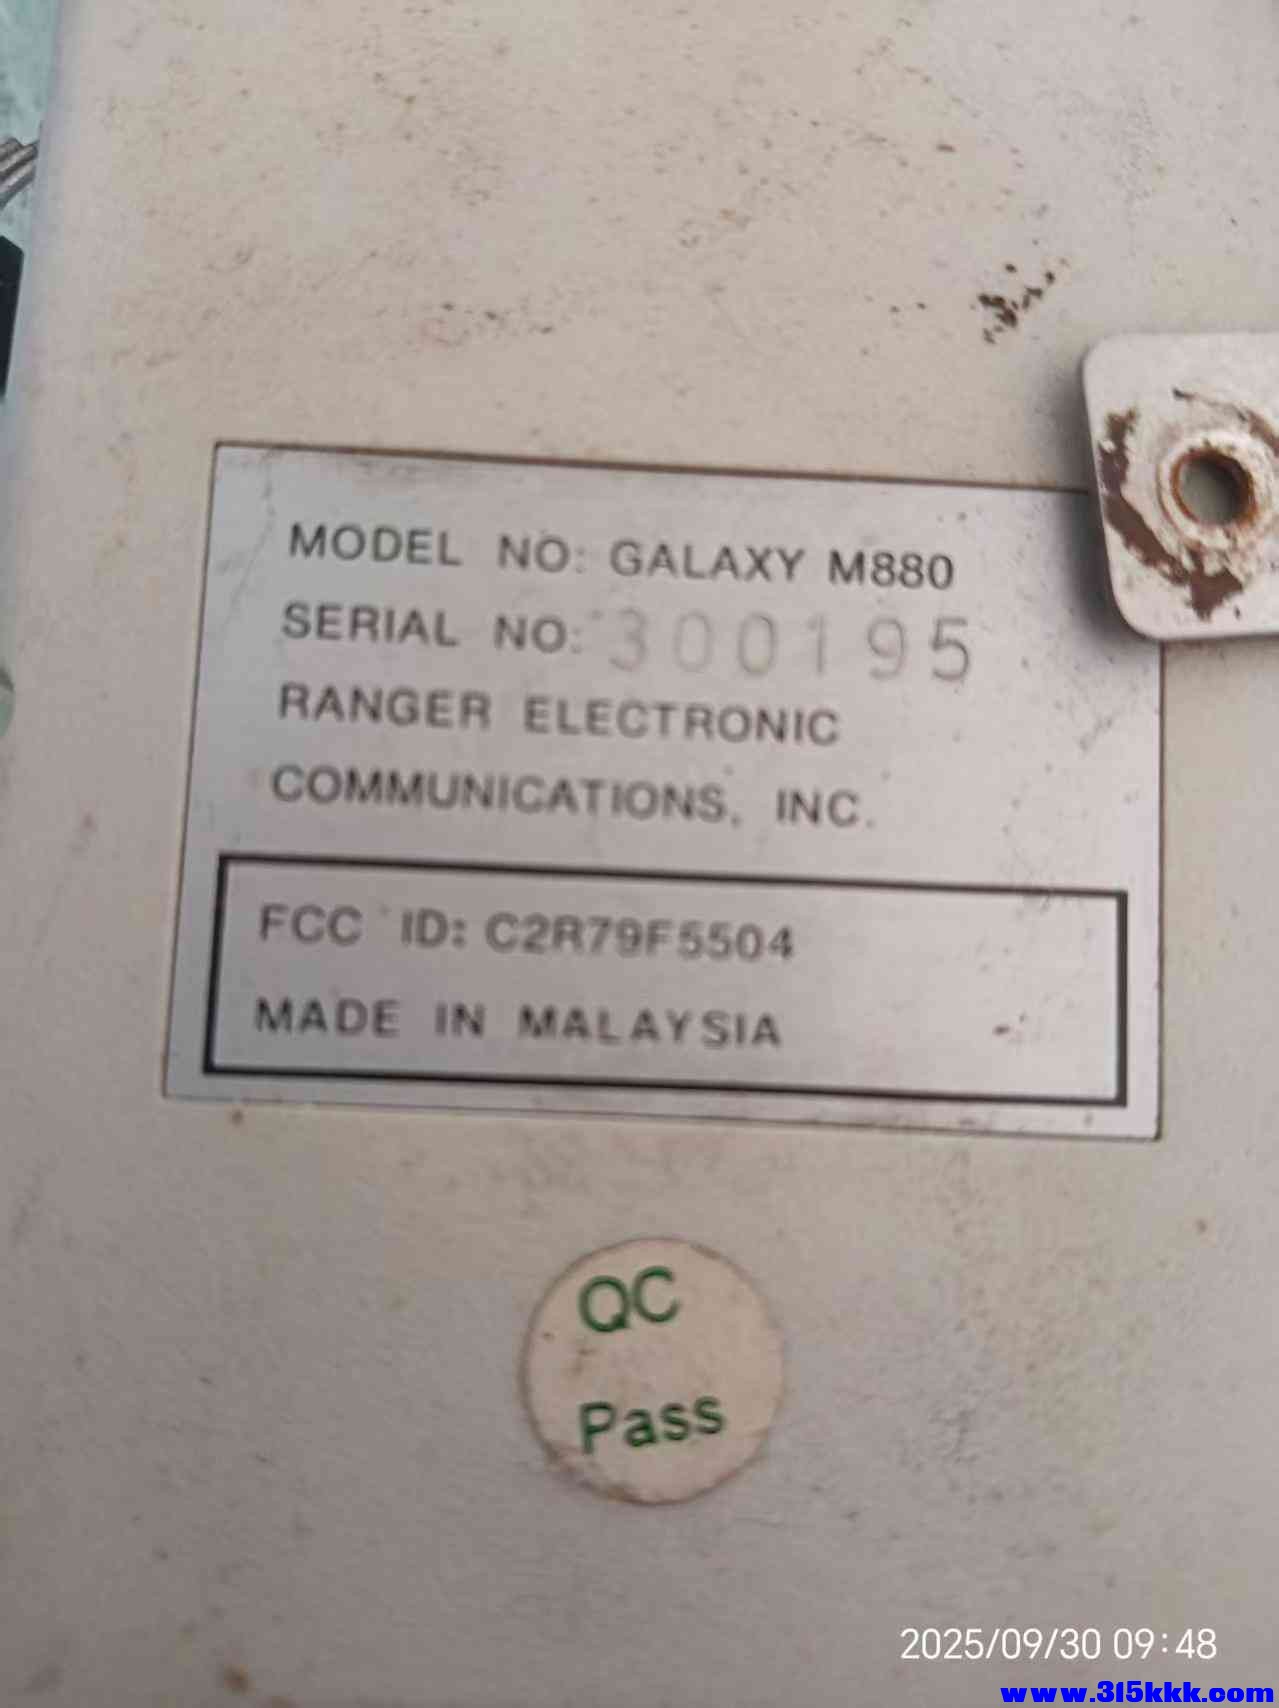 MODEL NO: GALAXY M880
SERIAL NO: 300195
RANGER ELECTRONIC
COMMUNICATIONS, INC.
FCC ID: C2R79F5504
MADE IN MALAYSIA
QC
Pass
2025/09/30 09:48
www.315kkk.com